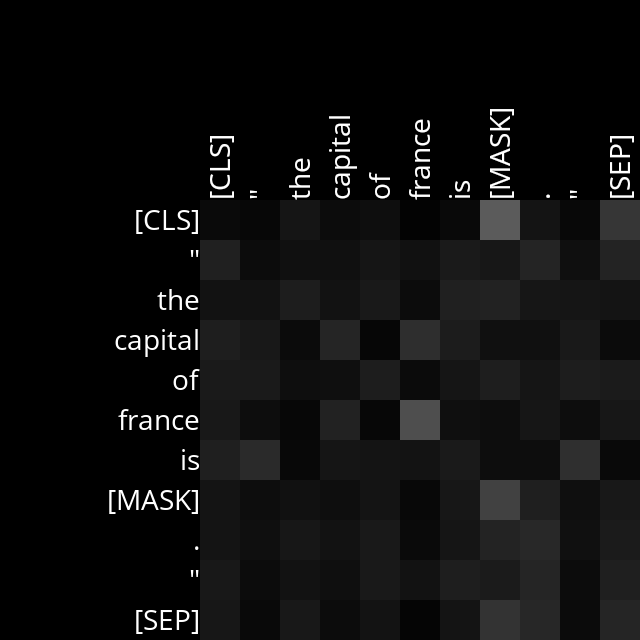 [CLS] " the capital of france is [MASK] . " [SEP]
[CLS]
"
the
capital
of
france
is
[MASK]
.
"
[SEP]